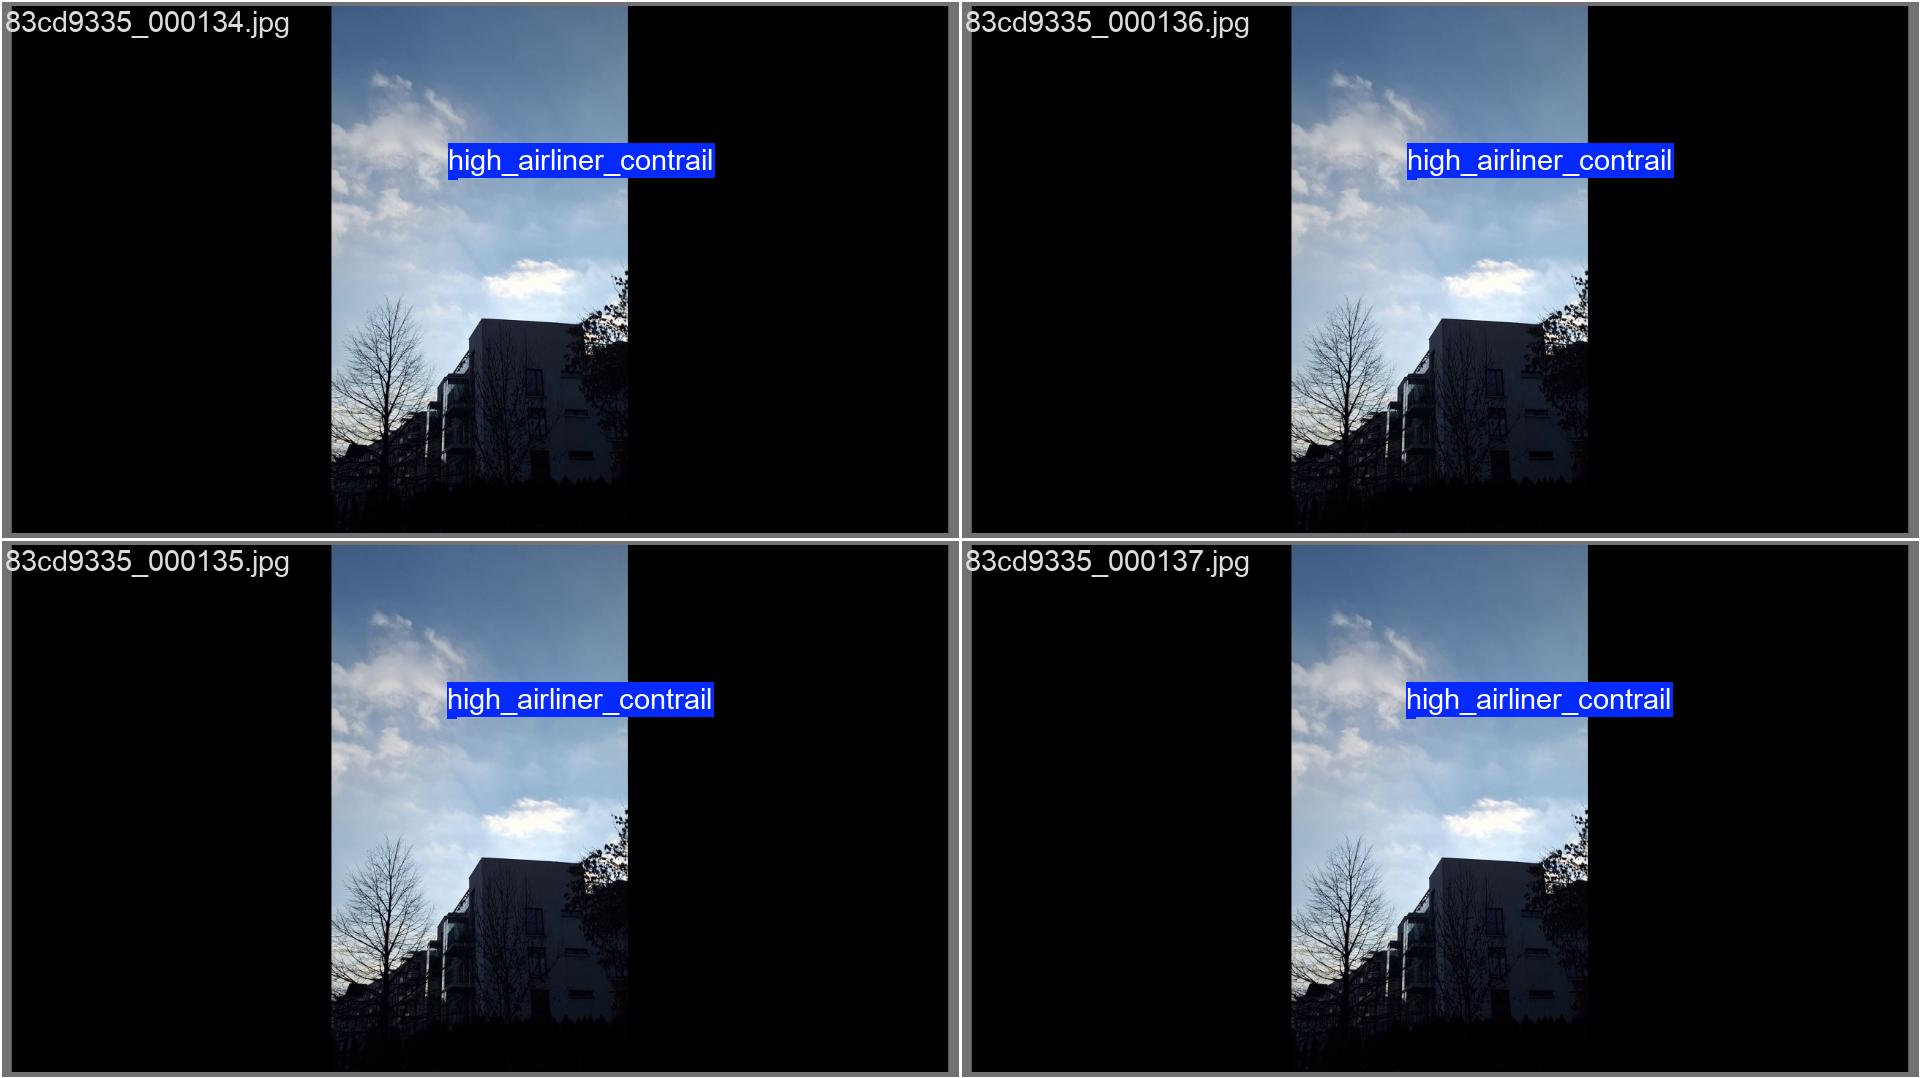 83cd9335_000134.jpg
high_airliner_contrail
83cd9335_000136.jpg
high_airliner_contrail
83cd9335_000135.jpg
high_airliner_contrail
83cd9335_000137.jpg
high_airliner_contrail